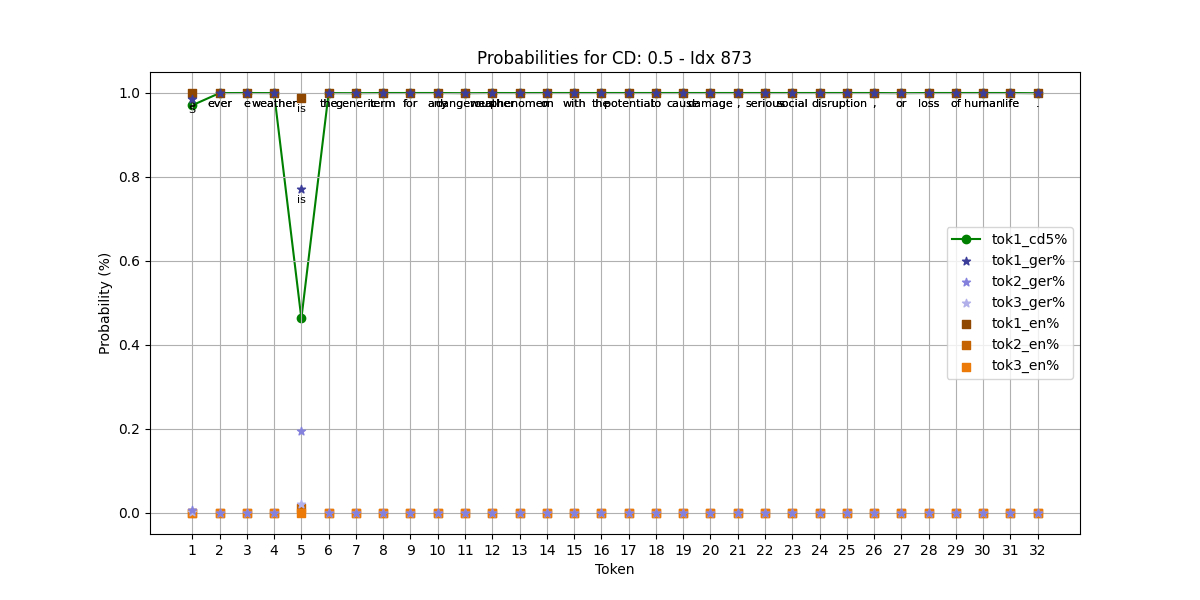 Probabilities for CD: 0.5 - Idx 873
Probability (%)
1.0
0.8
0.6
0.4
0.2
0.0
S ever e weather is the generic term for any dangerous weather phenomen on with the potential to cause damage , serious social disruption , or loss of human life .
is
tok1_cd5%
tok1_ger%
tok2_ger%
tok3_ger%
tok1_en%
tok2_en%
tok3_en%
1 2 3 4 5 6 7 8 9 10 11 12 13 14 15 16 17 18 19 20 21 22 23 24 25 26 27 28 29 30 31 32
Token